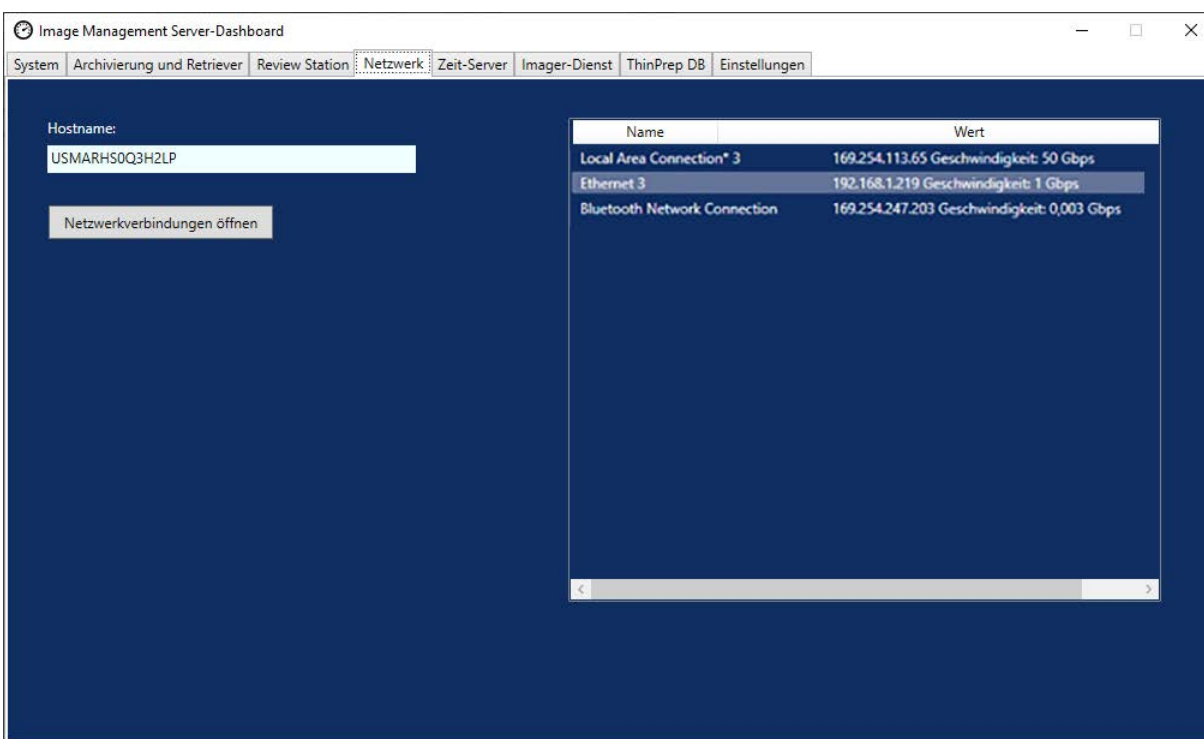 Image Management Server-Dashboard
System Archivierung und Retriever Review Station Netzwerk Zeit-Server Imager-Dienst ThinPrep DB Einstellungen
Hostname:
USMARHS0Q3H2LP
Netzwerkverbindungen öffnen
Name Wert
Local Area Connection* 3 169.254.113.65 Geschwindigkeit: 50 Gbps
Ethernet 3 192.168.1.219 Geschwindigkeit: 1 Gbps
Bluetooth Network Connection 169.254.247.203 Geschwindigkeit: 0,003 Gbps